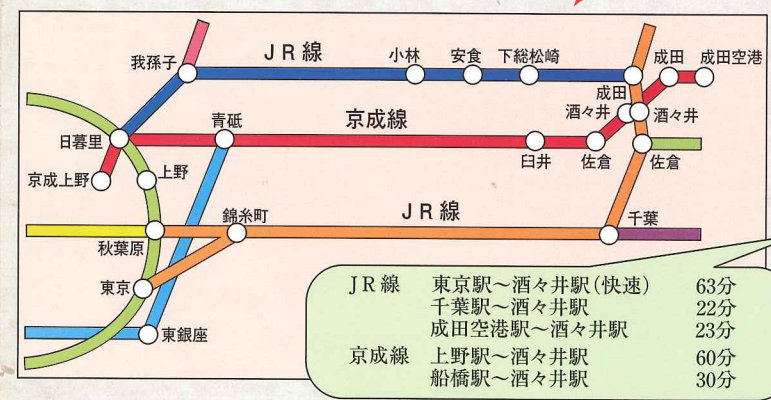 我孫子
JR線
小林
安食
下総松崎
成田
成田空港
成田
酒々井
酒々井
日暮里
青砥
京成線
臼井
佐倉
佐倉
京成上野
上野
秋葉原
錦糸町
JR線
千葉
東京
東銀座
JR線 東京駅～酒々井駅(快速) 63分
千葉駅～酒々井駅 22分
成田空港駅～酒々井駅 23分
京成線 上野駅～酒々井駅 60分
船橋駅～酒々井駅 30分